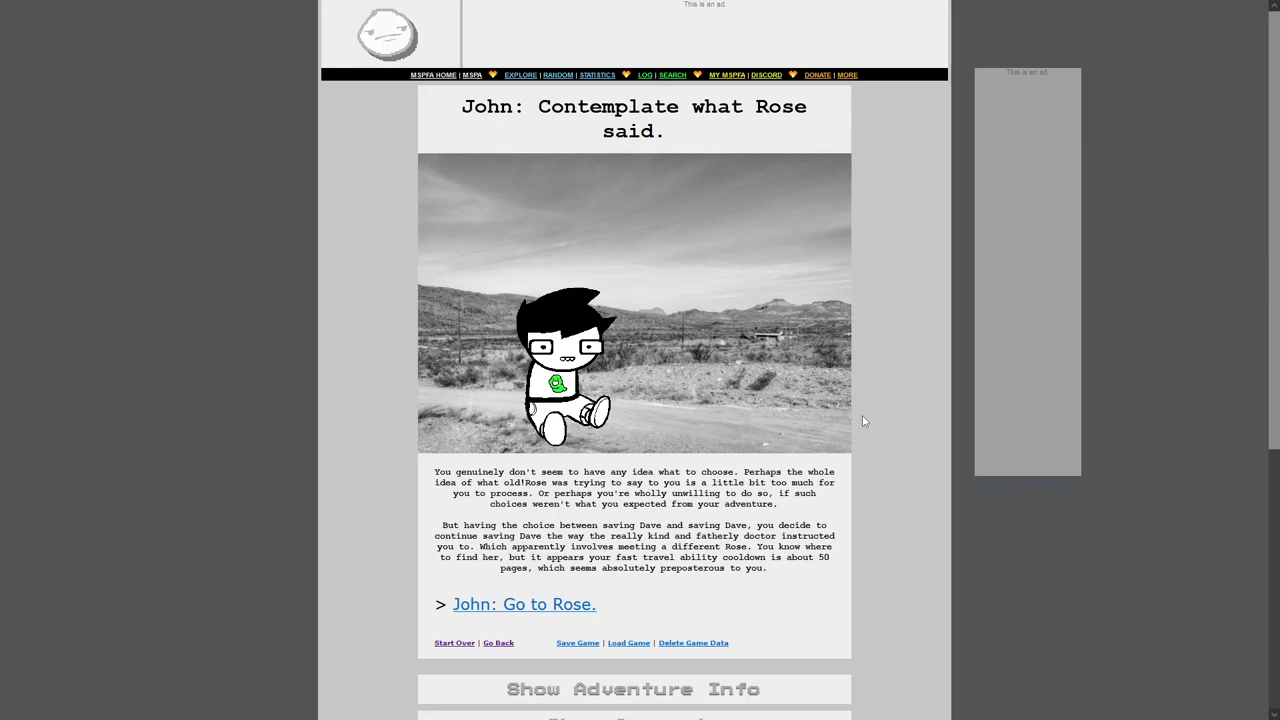 This is an ad.
MSPFA HOME | MSPA EXPLORE | RANDOM | STATISTICS LOG | SEARCH MY MSPFA | DISCORD DONATE | MORE
This is an ad.
John: Contemplate what Rose
said.
You genuinely don't seem to have any idea what to choose. Perhaps the whole
idea of what old!Rose was trying to say to you is a little bit too much for
you to process. Or perhaps you're wholly unwilling to do so, if such
choices weren't what you expected from your adventure.
But having the choice between saving Dave and saving Dave, you decide to
continue saving Dave the way the really kind and fatherly doctor instructed
you to. Which apparently involves meeting a different Rose. You know where
to find her, but it appears your fast travel ability cooldown is about 50
pages, which seems absolutely preposterous to you.
> John: Go to Rose.
Start Over | Go Back Save Game | Load Game | Delete Game Data
Show Adventure Info